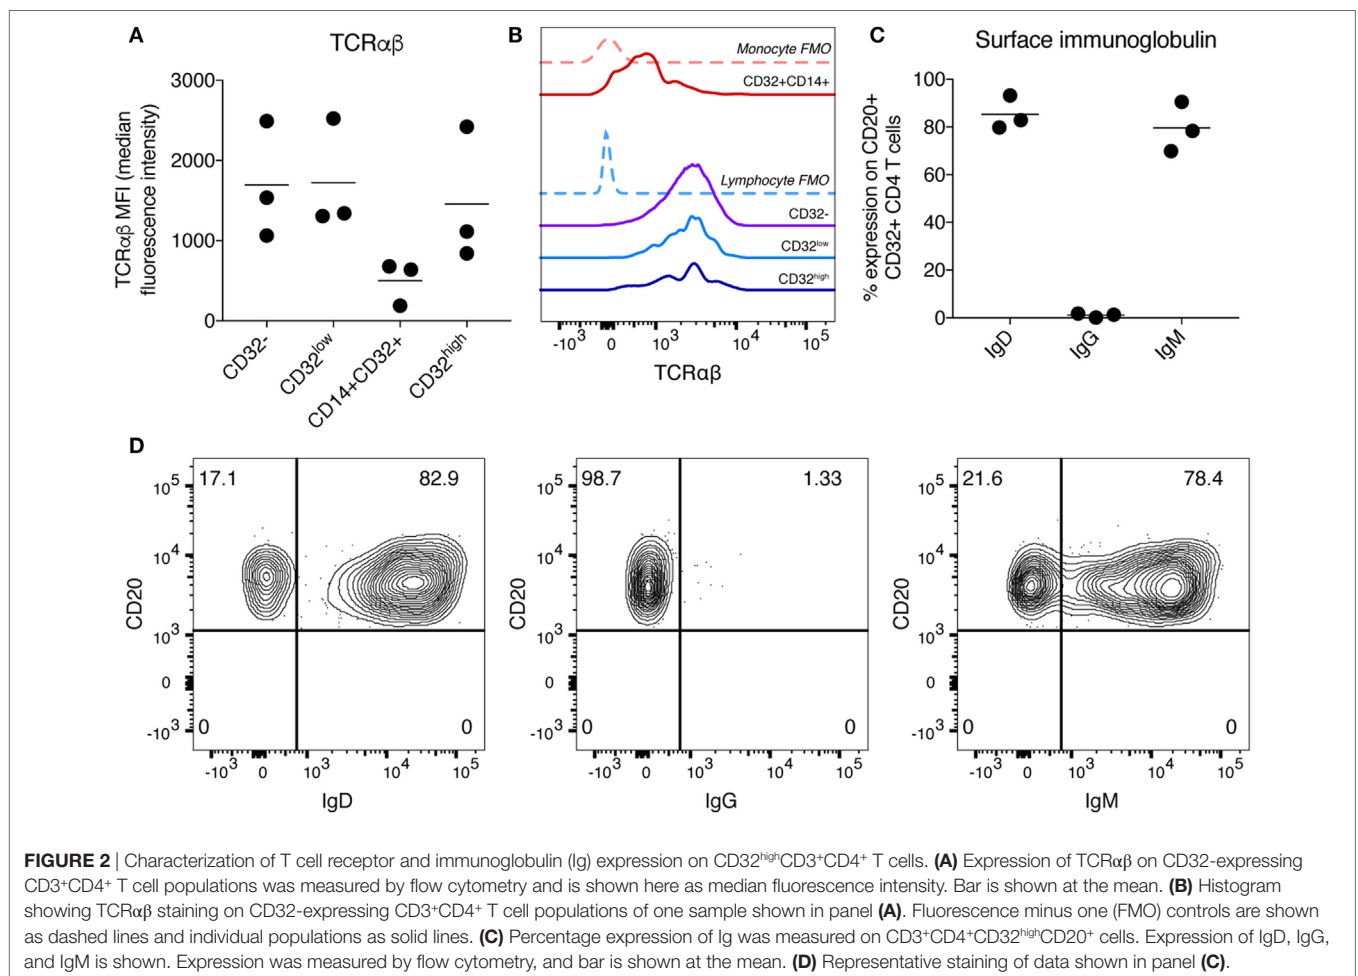 A
TCRαβ
TCRαβ MFI (median
fluorescence intensity)
3000
2000
1000
0
CD32-
CD32low
CD14+CD32+
CD32high
B
Monocyte FMO
CD32+CD14+
Lymphocyte FMO
CD32-
CD32low
CD32high
-10³ 0 10³ 10⁴ 10⁵
TCRαβ
C
Surface immunoglobulin
% expression on CD20+
CD32+ CD4 T cells
100
80
60
40
20
0
IgD
IgG
IgM
D
17.1 82.9
10⁵
10⁴
10³
0
-10³
CD20
0 0
-10³ 0 10³ 10⁴ 10⁵
IgD
98.7 1.33
10⁵
10⁴
10³
0
-10³
CD20
0 0
-10³ 0 10³ 10⁴ 10⁵
IgG
21.6 78.4
10⁵
10⁴
10³
0
-10³
CD20
0 0
-10³ 0 10³ 10⁴ 10⁵
IgM
FIGURE 2 | Characterization of T cell receptor and immunoglobulin (Ig) expression on CD32highCD3⁺CD4⁺ T cells. (A) Expression of TCRαβ on CD32-expressing
CD3⁺CD4⁺ T cell populations was measured by flow cytometry and is shown here as median fluorescence intensity. Bar is shown at the mean. (B) Histogram
showing TCRαβ staining on CD32-expressing CD3⁺CD4⁺ T cell populations of one sample shown in panel (A). Fluorescence minus one (FMO) controls are shown
as dashed lines and individual populations as solid lines. (C) Percentage expression of Ig was measured on CD3⁺CD4⁺CD32highCD20⁺ cells. Expression of IgD, IgG,
and IgM is shown. Expression was measured by flow cytometry, and bar is shown at the mean. (D) Representative staining of data shown in panel (C).